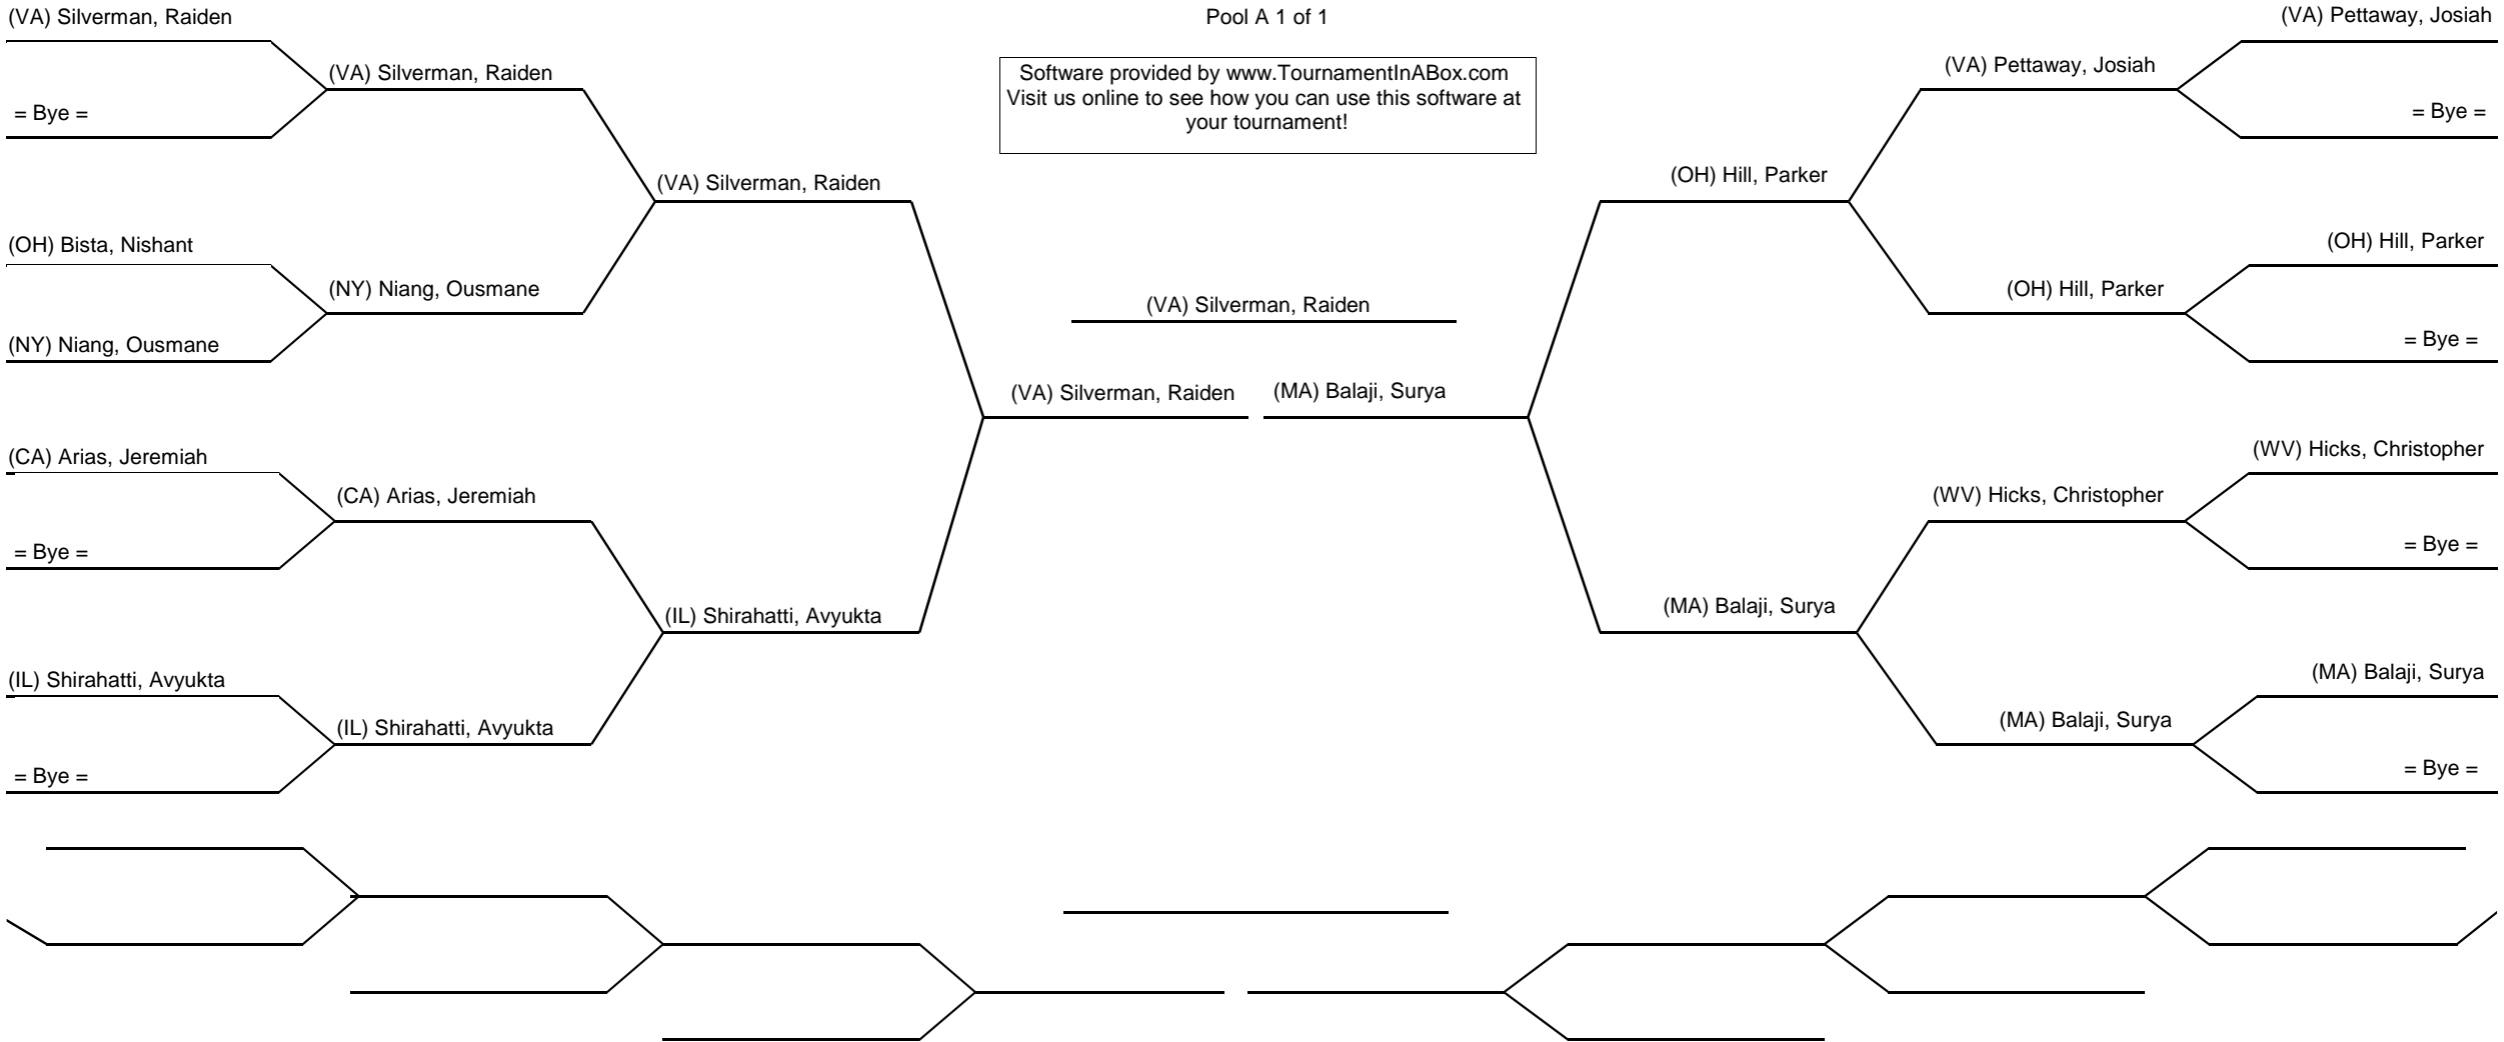 (VA) Silverman, Raiden
Pool A 1 of 1
(VA) Pettaway, Josiah
(VA) Silverman, Raiden
Software provided by www.TournamentInABox.com
Visit us online to see how you can use this software at
your tournament!
(VA) Pettaway, Josiah
= Bye =
= Bye =
(VA) Silverman, Raiden
(OH) Hill, Parker
(OH) Bista, Nishant
(OH) Hill, Parker
(NY) Niang, Ousmane
(VA) Silverman, Raiden
(OH) Hill, Parker
(NY) Niang, Ousmane
= Bye =
(VA) Silverman, Raiden
(MA) Balaji, Surya
(CA) Arias, Jeremiah
(WV) Hicks, Christopher
(CA) Arias, Jeremiah
(WV) Hicks, Christopher
= Bye =
= Bye =
(IL) Shirahatti, Avyukta
(MA) Balaji, Surya
(IL) Shirahatti, Avyukta
(MA) Balaji, Surya
(IL) Shirahatti, Avyukta
(MA) Balaji, Surya
= Bye =
= Bye =